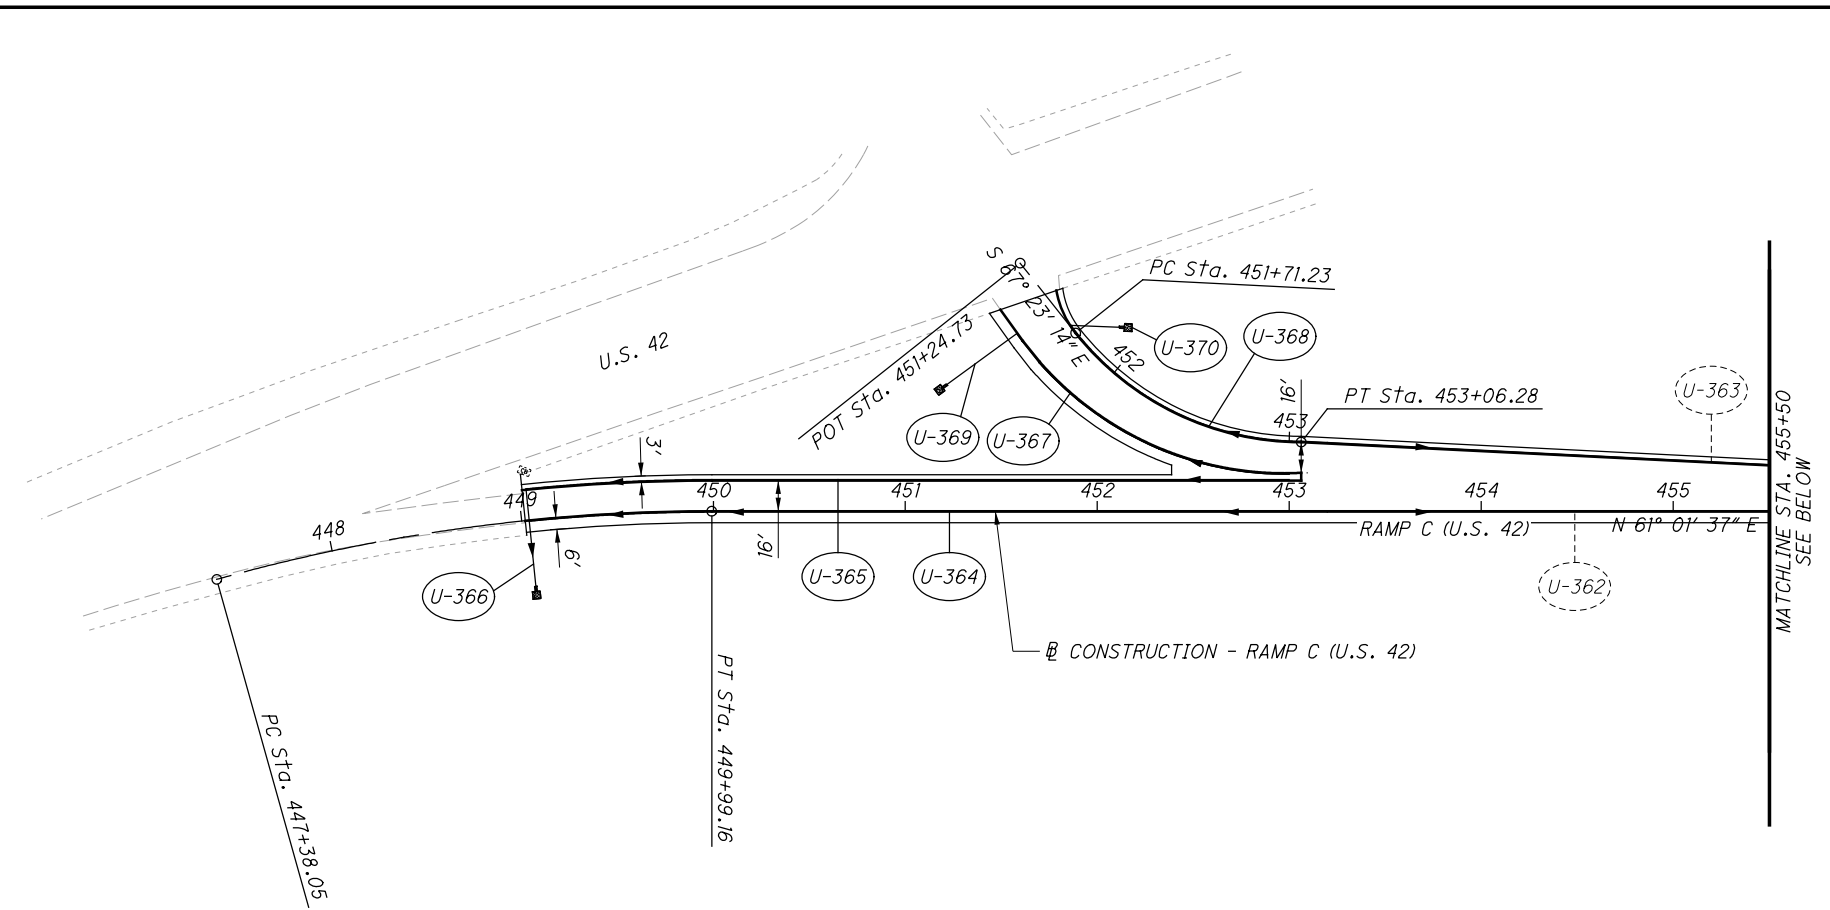 S 67° 23' 14" E
PC Sta. 451+71.23
POT Sta. 451+24.73
U.S. 42
U-370
U-368
452
16'
PT Sta. 453+06.28
U-363
453
U-369
U-367
3'
449
450
451
452
453
454
455
448
RAMP C (U.S. 42)
N 61° 01' 37" E
16'
6'
U-366
U-365
U-364
U-362
MATCHLINE STA. 455+50
SEE BELOW
CONSTRUCTION - RAMP C (U.S. 42)
PT Sta. 449+99.16
PC Sta. 447+38.05